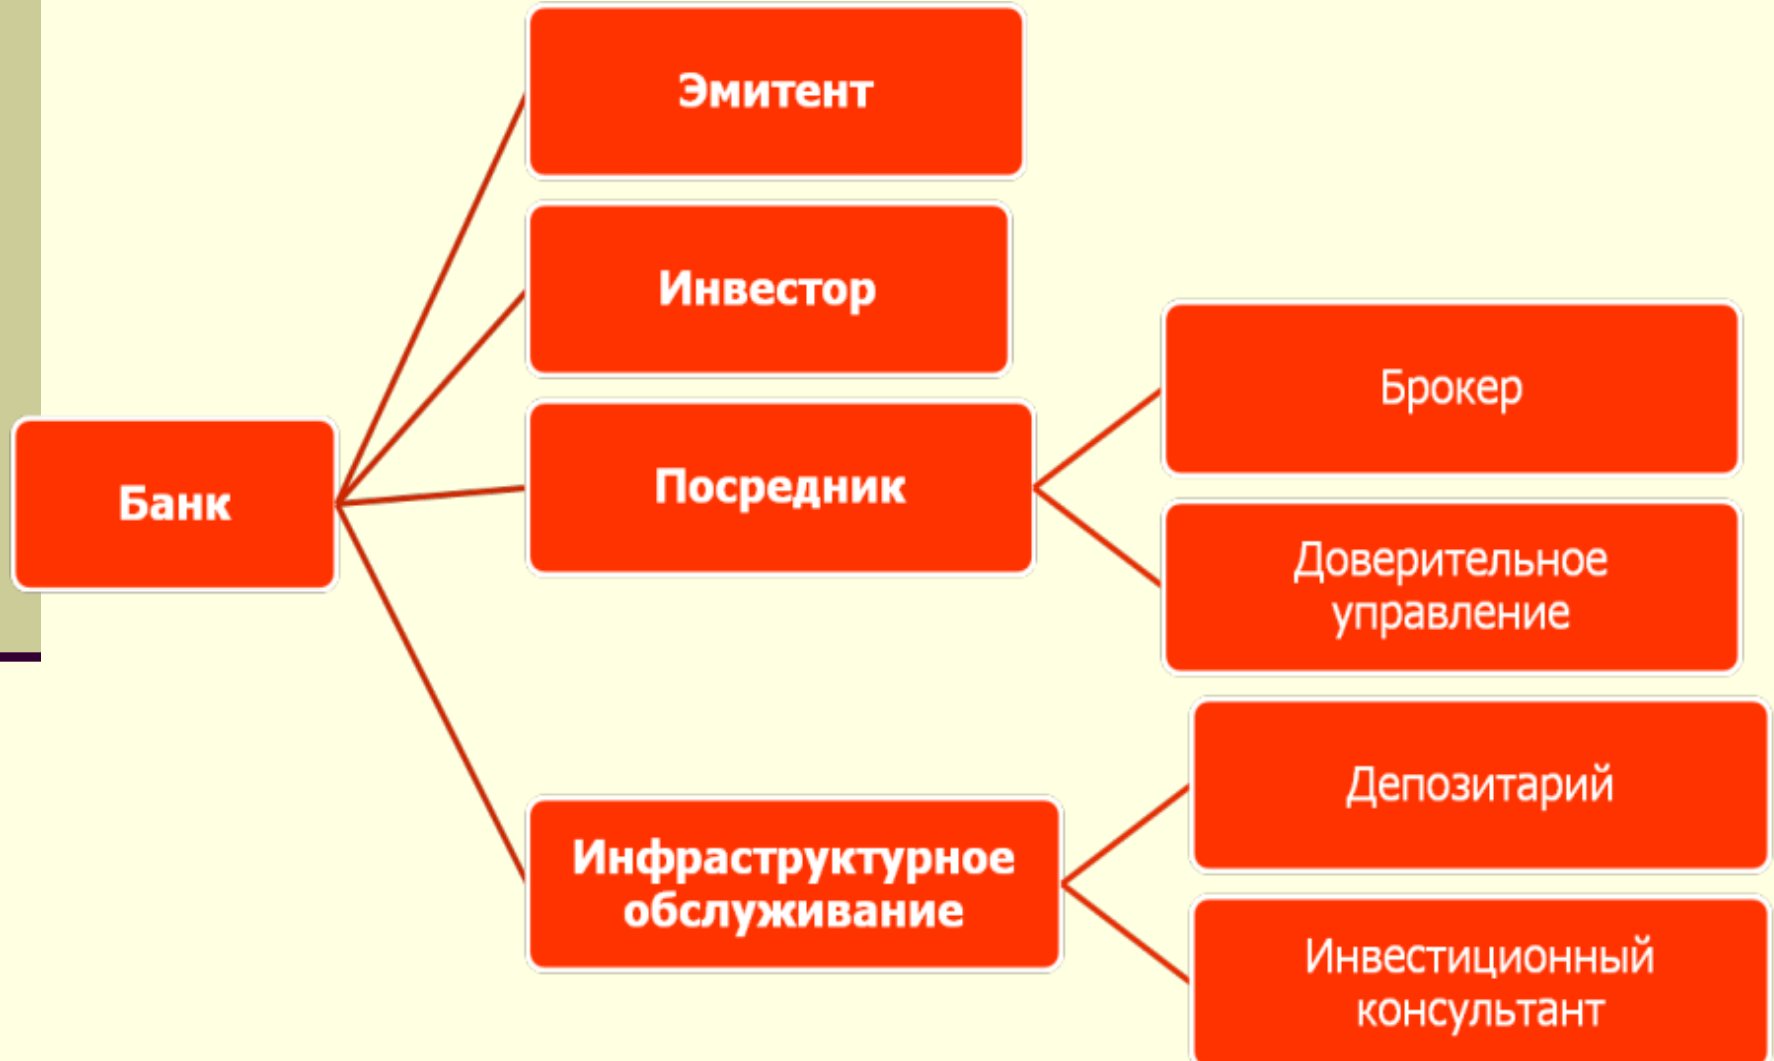 Эмитент
Инвестор
Банк
Посредник
Брокер
Доверительное
управление
Инфраструктурное
обслуживание
Депозитарий
Инвестиционный
консультант